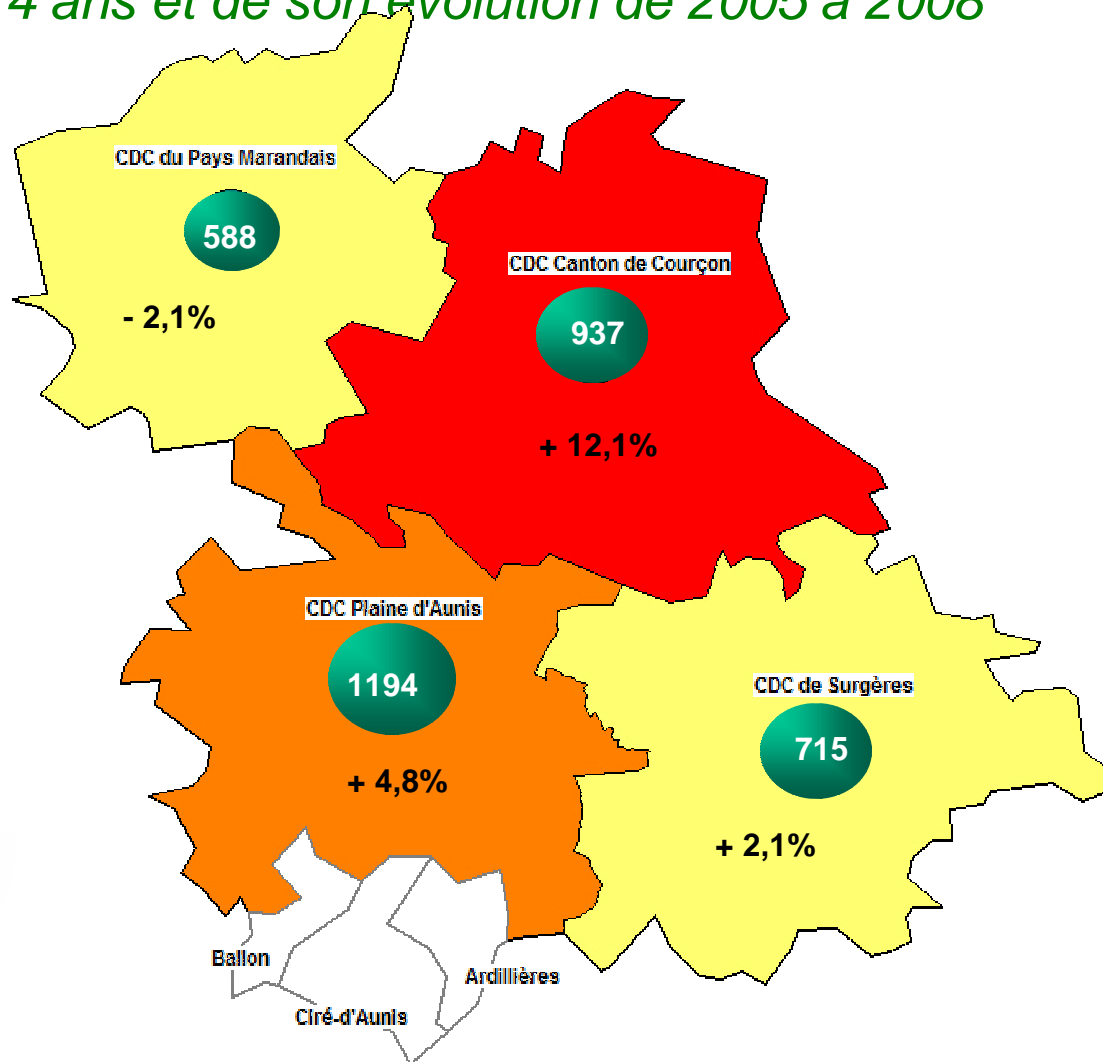 4 ans et de son évolution de 2005 à 2008
CDC du Pays Marandais
588
- 2,1%
CDC Canton de Courçon
937
+ 12,1%
CDC Plaine d'Aunis
1194
+ 4,8%
CDC de Surgères
715
+ 2,1%
Ballon
Ciré-d'Aunis
Ardillières